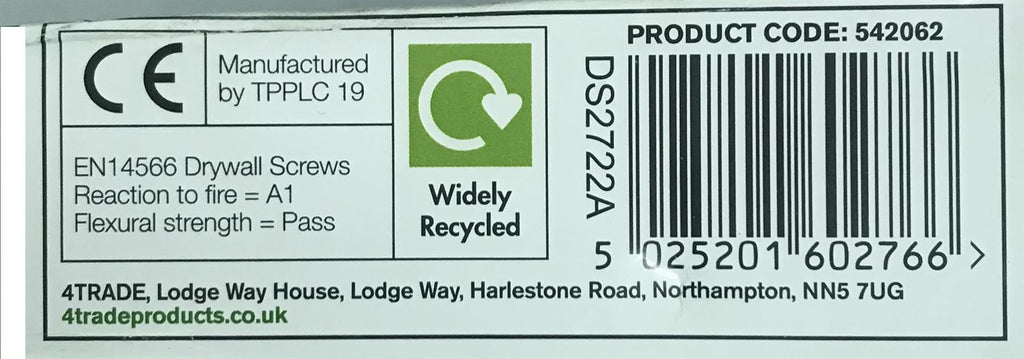 PRODUCT CODE: 542062
CE
Manufactured
by TPPLC 19
EN14566 Drywall Screws
Reaction to fire = A1
Flexural strength = Pass
Widely
Recycled
DS2722A
5 025201 602766 >
4TRADE, Lodge Way House, Lodge Way, Harlestone Road, Northampton, NN5 7UG
4tradeproducts.co.uk